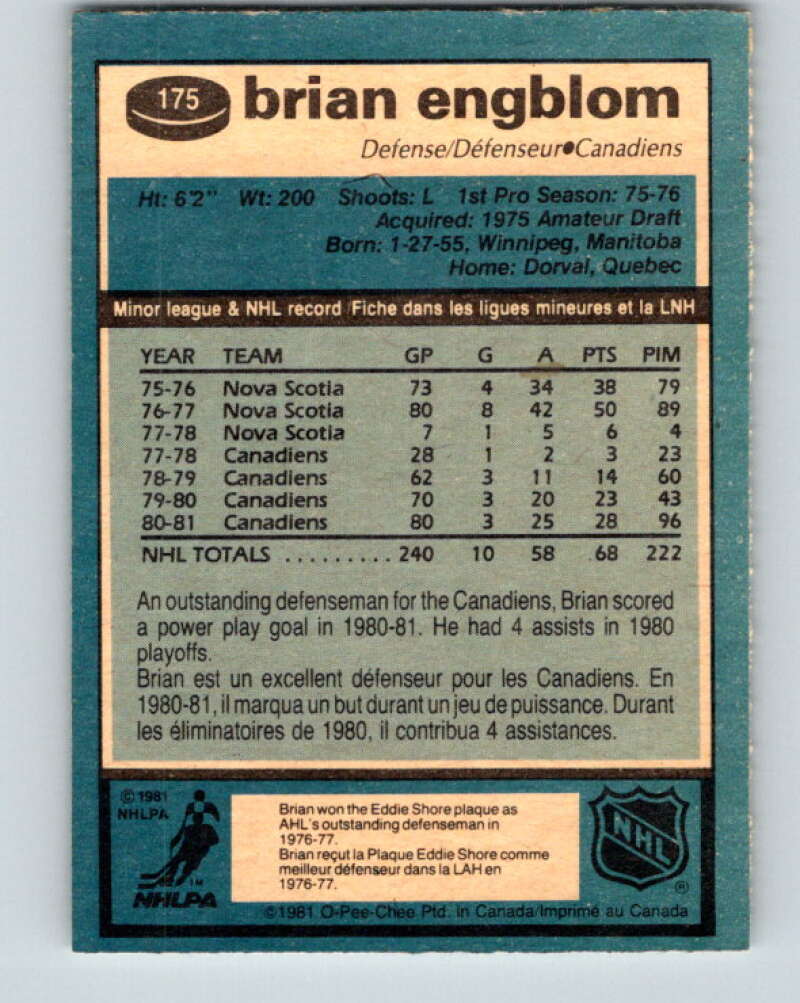 175 brian engblom
Defense/Défenseur●Canadiens
Ht: 6'2" Wt: 200 Shoots: L 1st Pro Season: 75-76
Acquired: 1975 Amateur Draft
Born: 1-27-55, Winnipeg, Manitoba
Home: Dorval, Quebec
Minor league & NHL record/Fiche dans les ligues mineures et la LNH
YEAR TEAM GP G A PTS PIM
75-76 Nova Scotia 73 4 34 38 79
76-77 Nova Scotia 80 8 42 50 89
77-78 Nova Scotia 7 1 5 6 4
77-78 Canadiens 28 1 2 3 23
78-79 Canadiens 62 3 11 14 60
79-80 Canadiens 70 3 20 23 43
80-81 Canadiens 80 3 25 28 96
NHL TOTALS ......... 240 10 58 68 222
An outstanding defenseman for the Canadiens, Brian scored
a power play goal in 1980-81. He had 4 assists in 1980
playoffs.
Brian est un excellent défenseur pour les Canadiens. En
1980-81, il marqua un but durant un jeu de puissance. Durant
les éliminatoires de 1980, il contribua 4 assistances.
© 1981
NHLPA
TM
NHLPA
Brian won the Eddie Shore plaque as
AHL's outstanding defenseman in
1976-77.
Brian reçut la Plaque Eddie Shore comme
meilleur défenseur dans la LAH en
1976-77.
NHL
®
©1981 O-Pee-Chee Ptd. in Canada/Imprimé au Canada